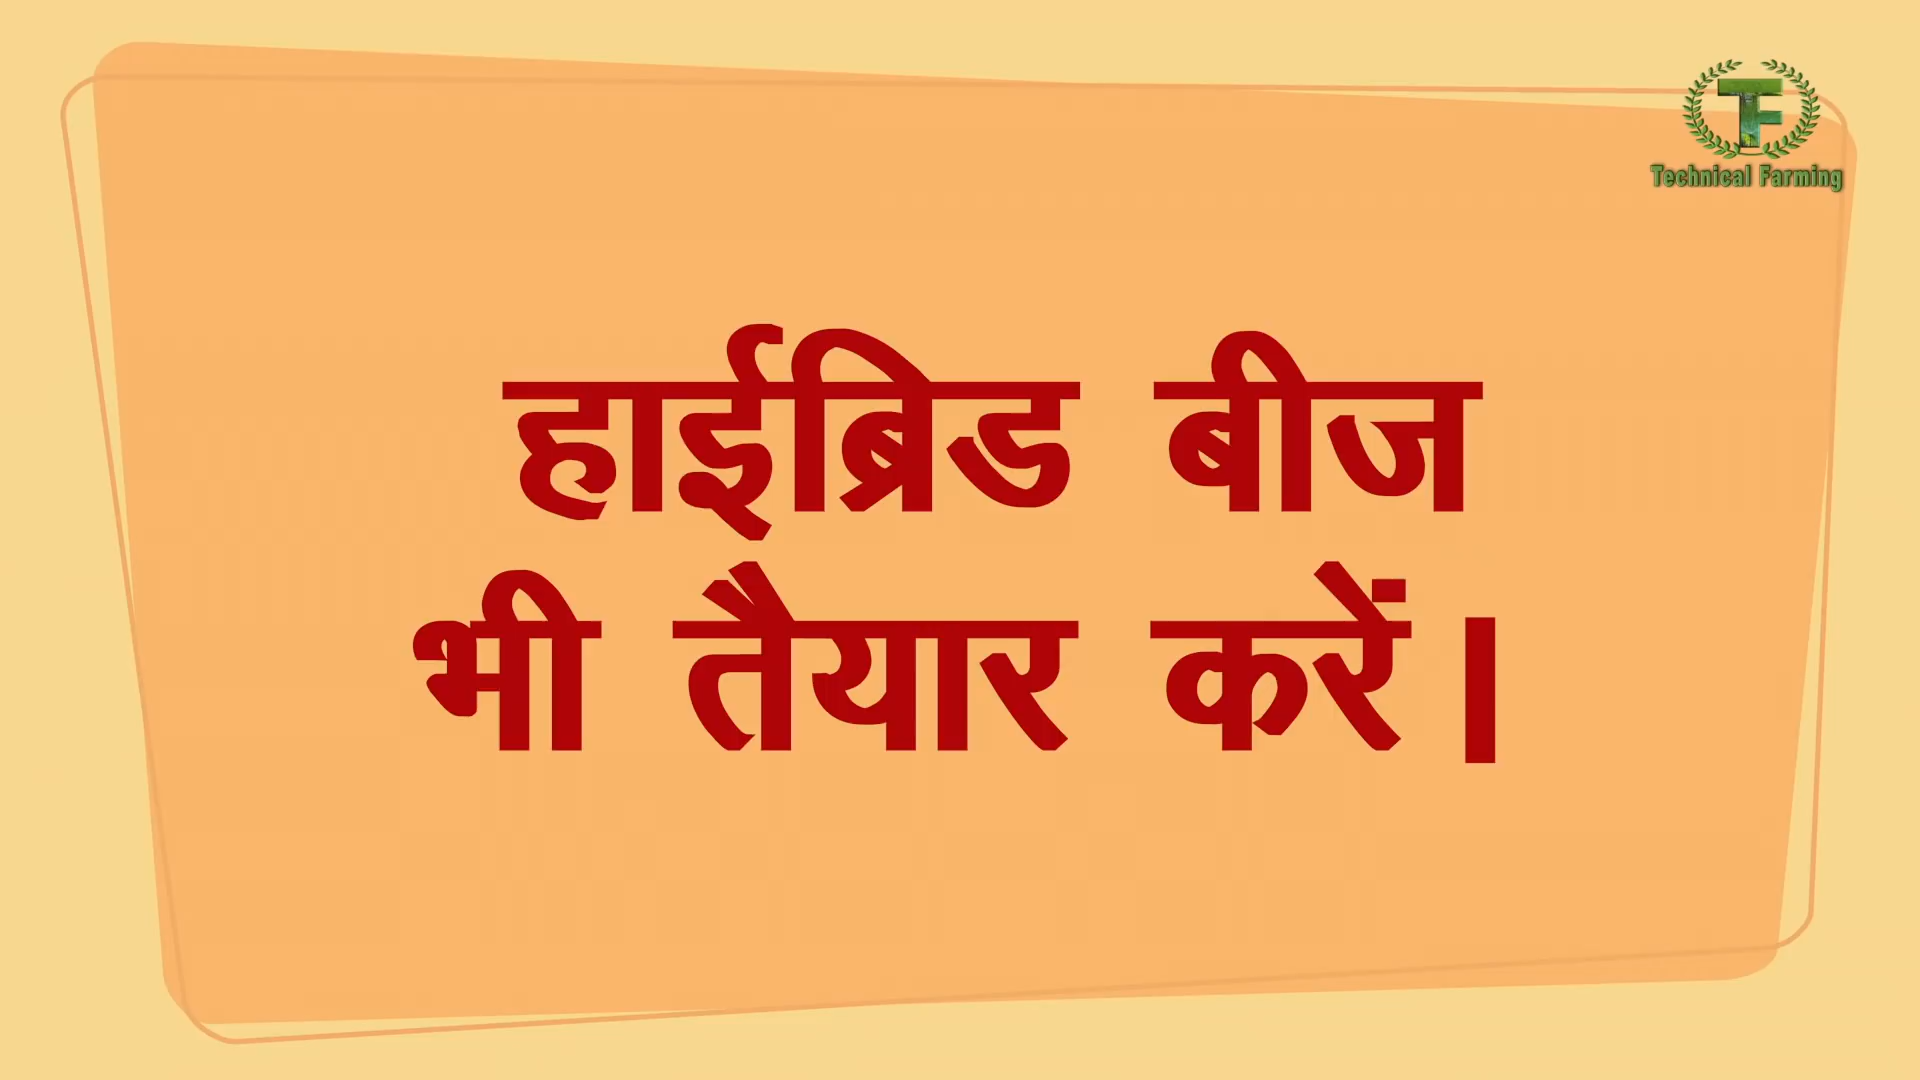 Technical Farming
हाईब्रिड बीज
भी तैयार करें।